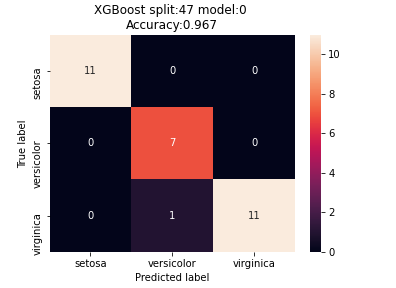 XGBoost split:47 model:0
Accuracy:0.967
True label
setosa
versicolor
virginica
11 0 0
0 7 0
0 1 11
setosa versicolor virginica
Predicted label
10
8
6
4
2
0